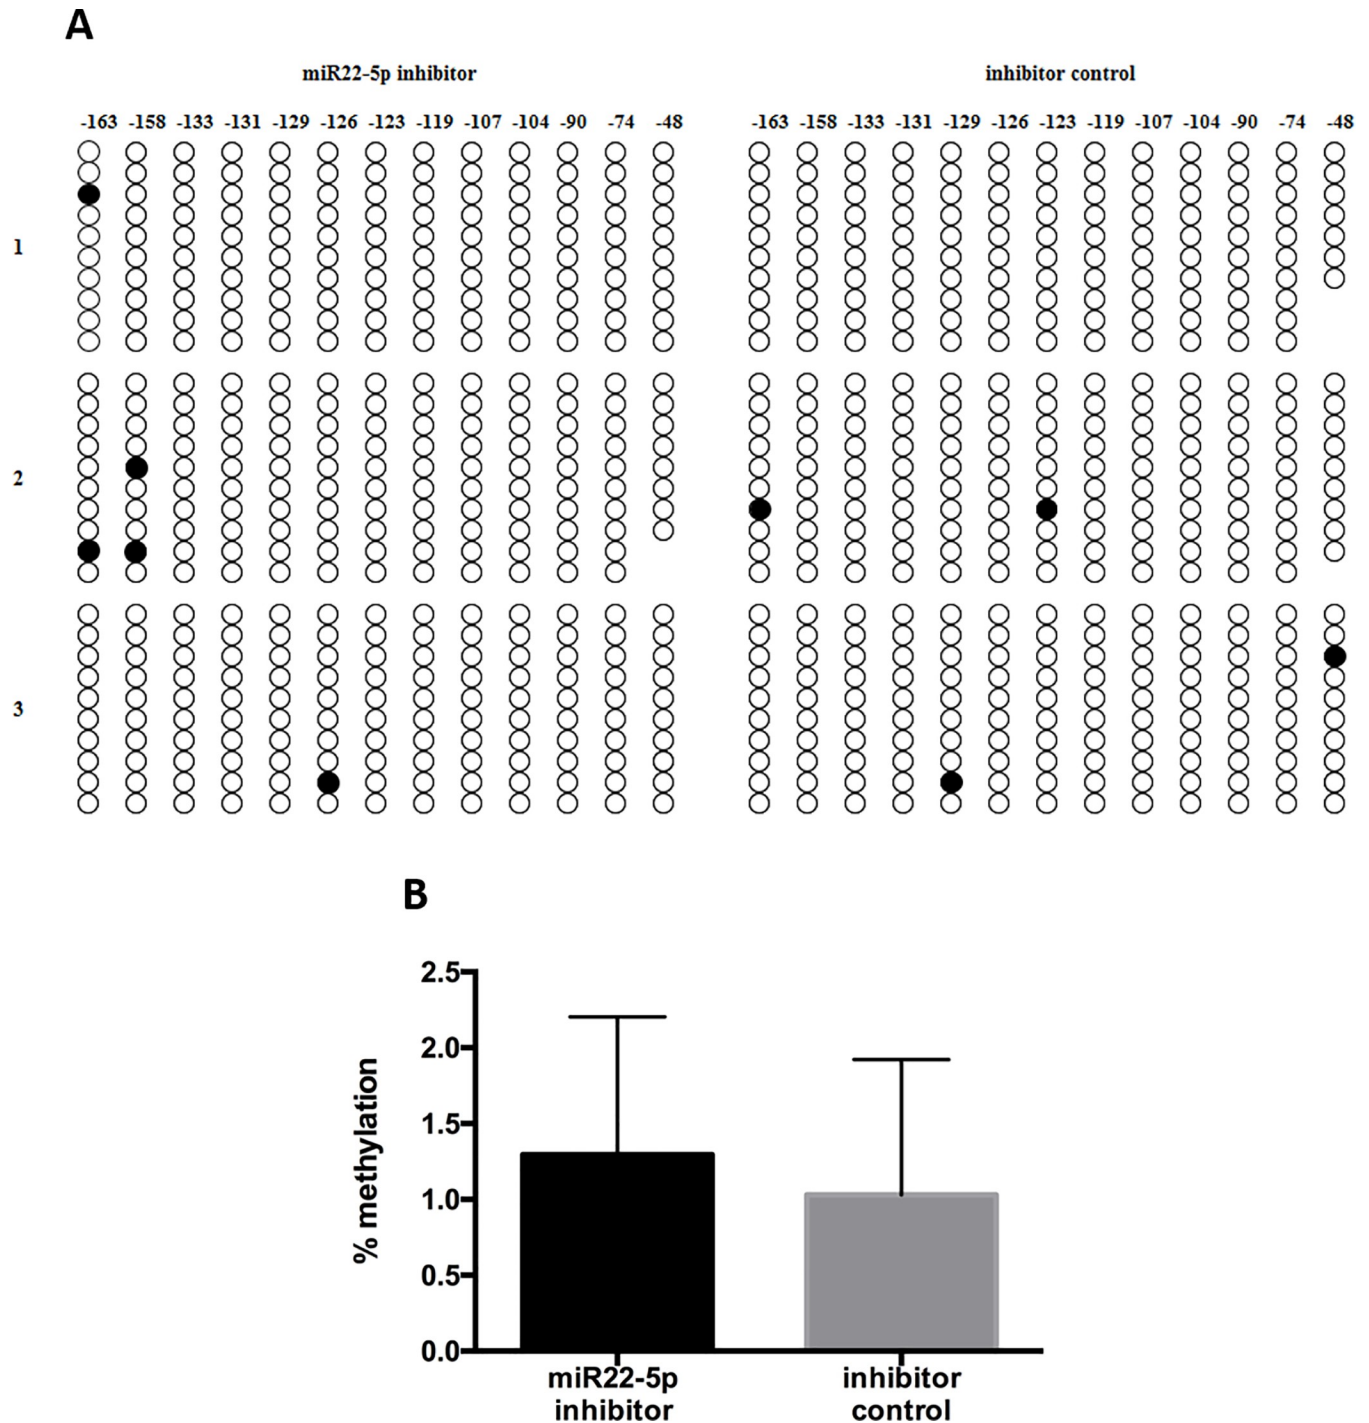 A
miR22-5p inhibitor
inhibitor control
-163 -158 -133 -131 -129 -126 -123 -119 -107 -104 -90 -74 -48
-163 -158 -133 -131 -129 -126 -123 -119 -107 -104 -90 -74 -48
1
2
3
B
% methylation
2.5
2.0
1.5
1.0
0.5
0.0
miR22-5p
inhibitor
inhibitor
control